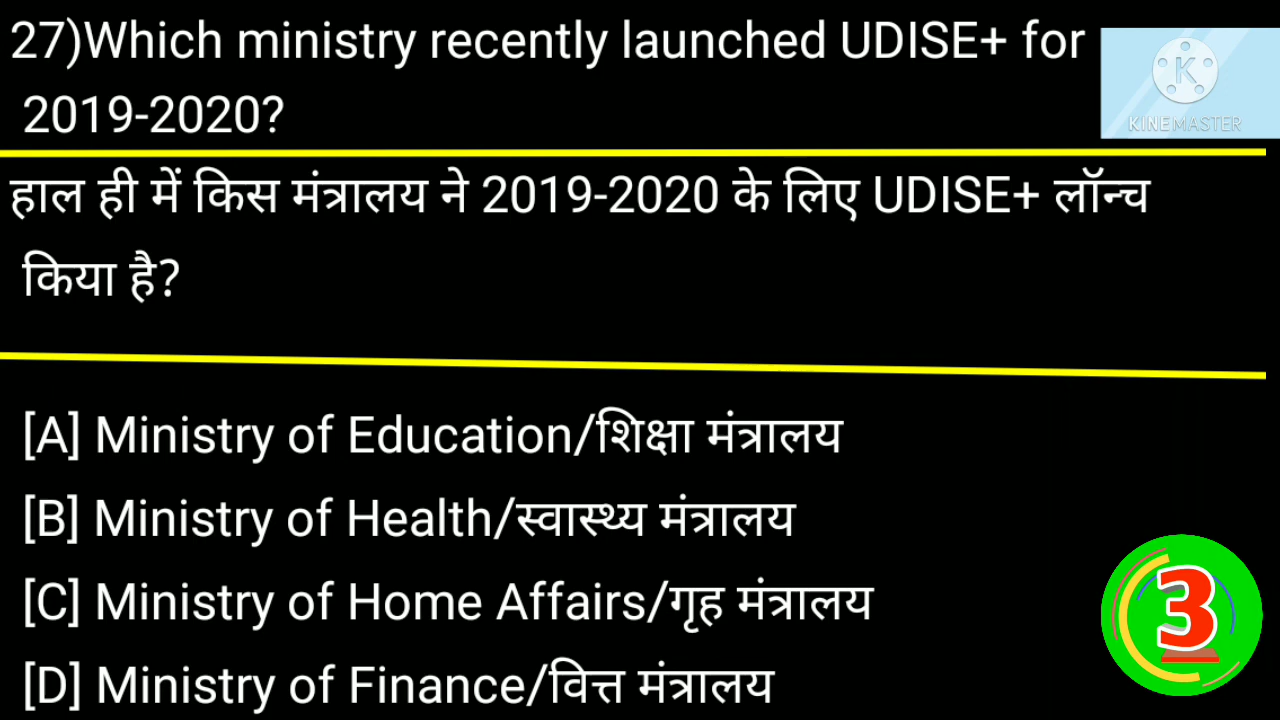 27)Which ministry recently launched UDISE+ for
2019-2020?
KINEMASTER
हाल ही में किस मंत्रालय ने 2019-2020 के लिए UDISE+ लॉन्च
किया है?
[A] Ministry of Education/शिक्षा मंत्रालय
[B] Ministry of Health/स्वास्थ्य मंत्रालय
[C] Ministry of Home Affairs/गृह मंत्रालय
[D] Ministry of Finance/वित्त मंत्रालय
3